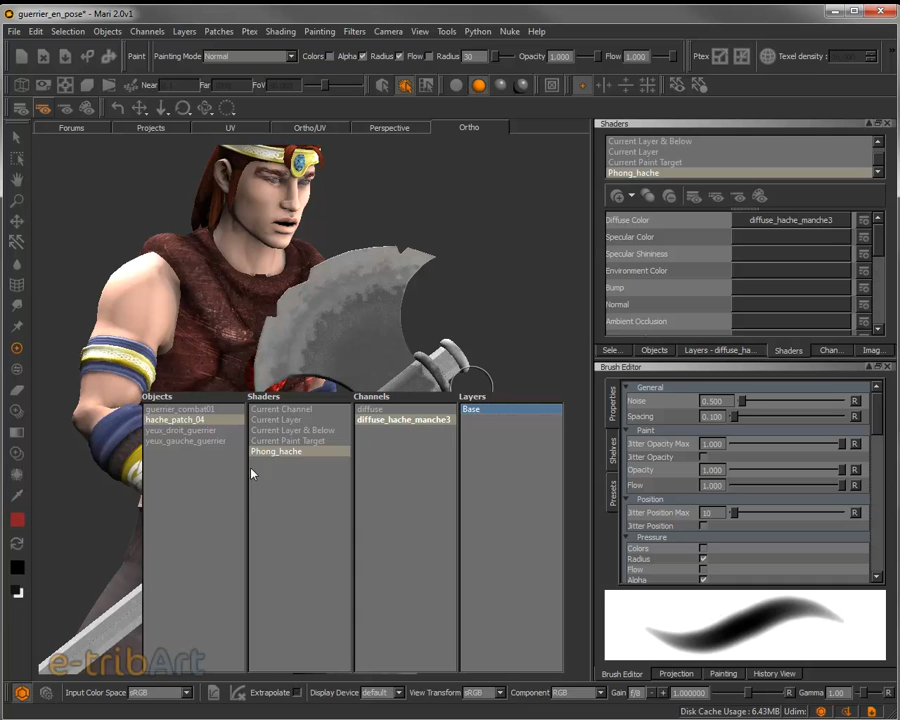 guerrier_en_pose* - Mari 2.0v1
File Edit Selection Objects Channels Layers Patches Ptex Shading Painting Filters Camera View Tools Python Nuke Help
Paint Painting Mode Normal Colors Alpha Radius Flow Radius 30 Opacity 1.000 Flow 1.000 Ptex Texel density:
Near Far FoV
Forums Projects UV Ortho/UV Perspective Ortho
Shaders
Current Layer & Below
Current Layer
Current Paint Target
Phong_hache
Diffuse Color diffuse_hache_manche3
Specular Color
Specular Shininess
Environment Color
Bump
Normal
Ambient Occlusion
Sele... Objects Layers - diffuse_ha... Shaders Chan... Imag...
Brush Editor
Properties
Shelves
Presets
General
Noise 0.500 R
Spacing 0.100 R
Paint
Jitter Opacity Max 1.000 R
Jitter Opacity
Opacity 1.000 R
Flow 1.000 R
Position
Jitter Position Max 10 R
Jitter Position
Pressure
Colors
Radius
Flow
Alpha
Brush Editor Projection Painting History View
Objects
guerrier_combat01
hache_patch_04
yeux_droit_guerrier
yeux_gauche_guerrier
Shaders
Current Channel
Current Layer
Current Layer & Below
Current Paint Target
Phong_hache
Channels
diffuse
diffuse_hache_manche3
Layers
Base
e-tribArt
Input Color Space sRGB Extrapolate Display Device default View Transform sRGB Component RGB Gain f/8 - + 1.000000 R Gamma 1.00 R
Disk Cache Usage : 6.43MB Udim: